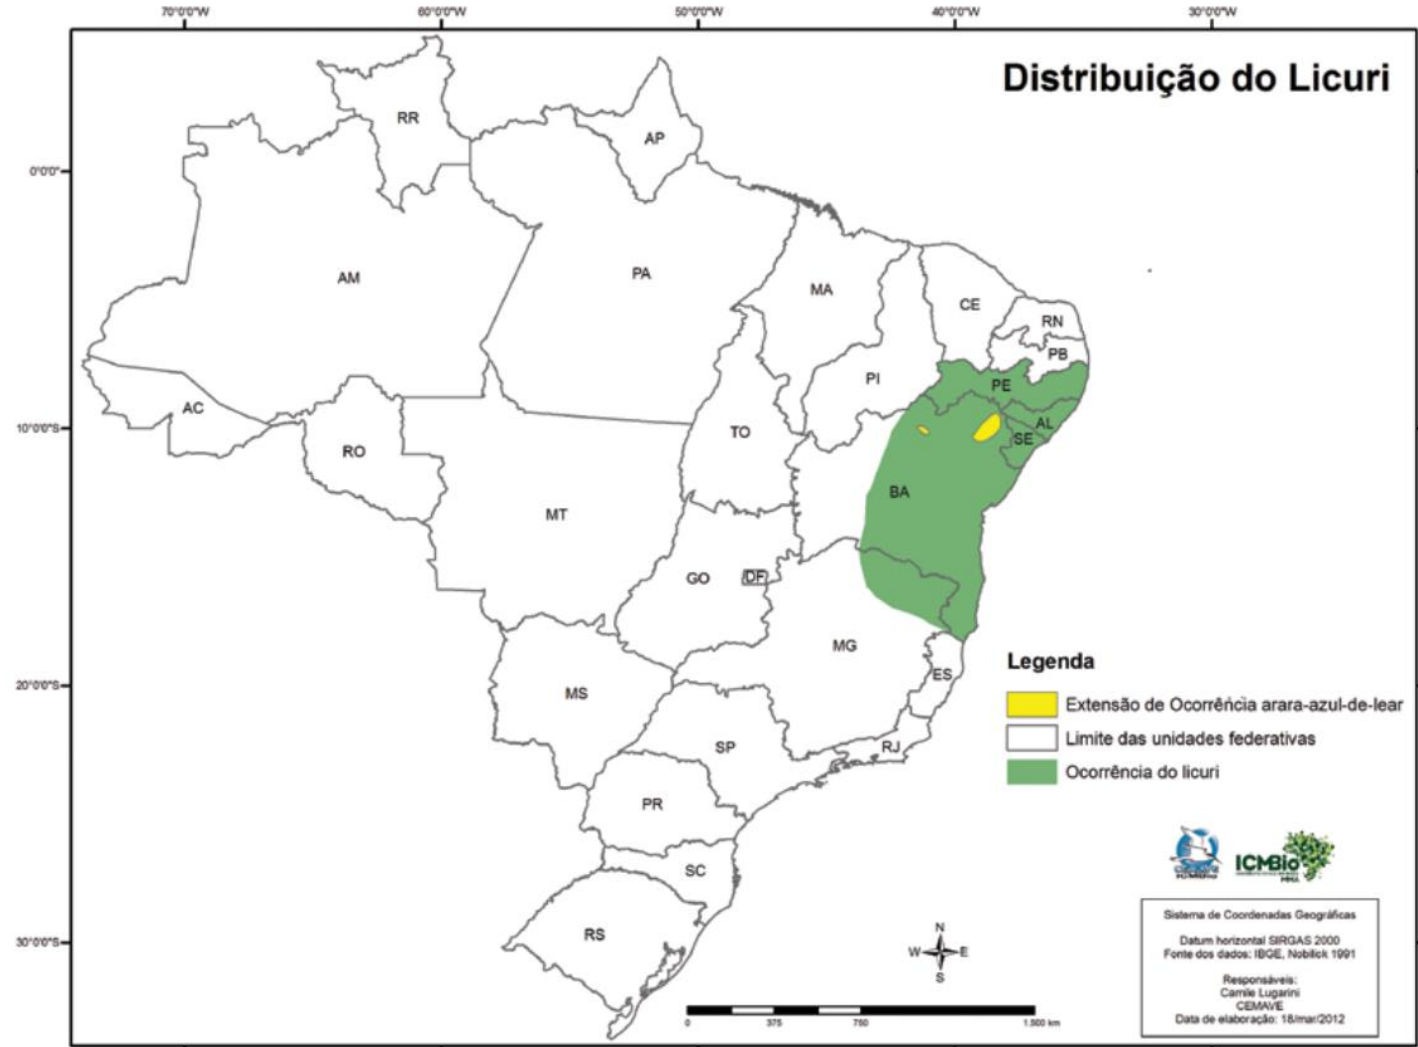 70°0'0"W 60°0'0"W 50°0'0"W 40°0'0"W 30°0'0"W
Distribuição do Licuri
RR
AP
0°0'0"
AM
PA
MA
CE
RN
PB
PI
PE
AC
10°0'0"S
TO
AL
SE
RO
BA
MT
GO
DF
MG
ES
Legenda
20°0'0"S
MS
Extensão de Ocorrência arara-azul-de-lear
Limite das unidades federativas
SP
RJ
Ocorrência do licuri
PR
SC
ICMBio
ICMBio
MMA
RS
30°0'0"S
N
W E
S
Sistema de Coordenadas Geográficas
Datum horizontal SIRGAS 2000
Fonte dos dados: IBGE, Noblick 1991
Responsáveis:
Camile Lugarini
CEMAVE
Data de elaboração: 18/mar/2012
0 375 750 1.500 km